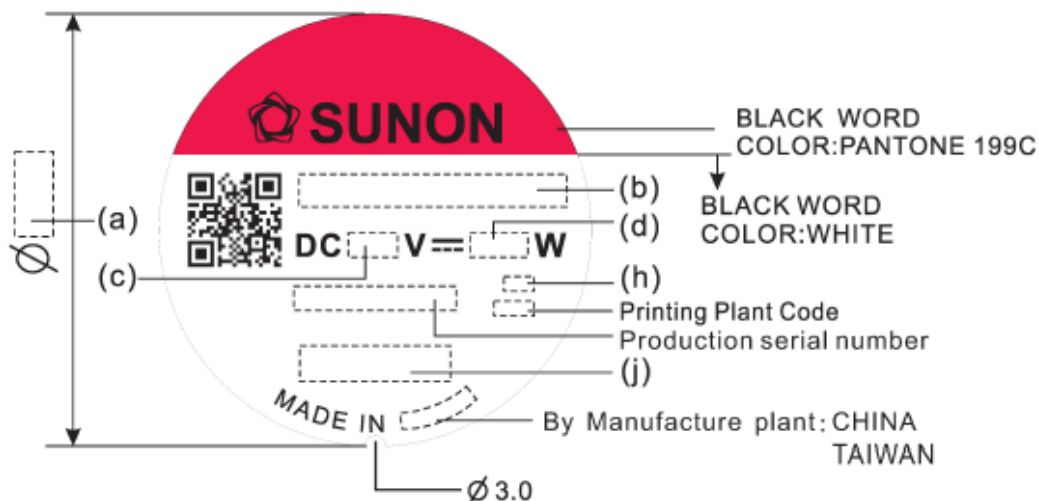 SUNON
BLACK WORD
COLOR:PANTONE 199C
(a)
(b)
BLACK WORD
COLOR:WHITE
DC V W
(d)
(c)
(h)
Printing Plant Code
Production serial number
(j)
MADE IN
By Manufacture plant: CHINA
TAIWAN
Ø
Ø 3.0